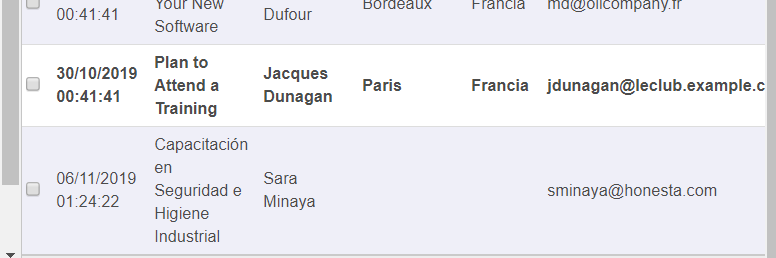 00:41:41
Your New
Software
Dufour
Bordeaux
Francia
md@oilcompany.fr
30/10/2019
00:41:41
Plan to
Attend a
Training
Jacques
Dunagan
Paris
Francia
jdunagan@leclub.example.c
06/11/2019
01:24:22
Capacitación
en
Seguridad e
Higiene
Industrial
Sara
Minaya
sminaya@honesta.com